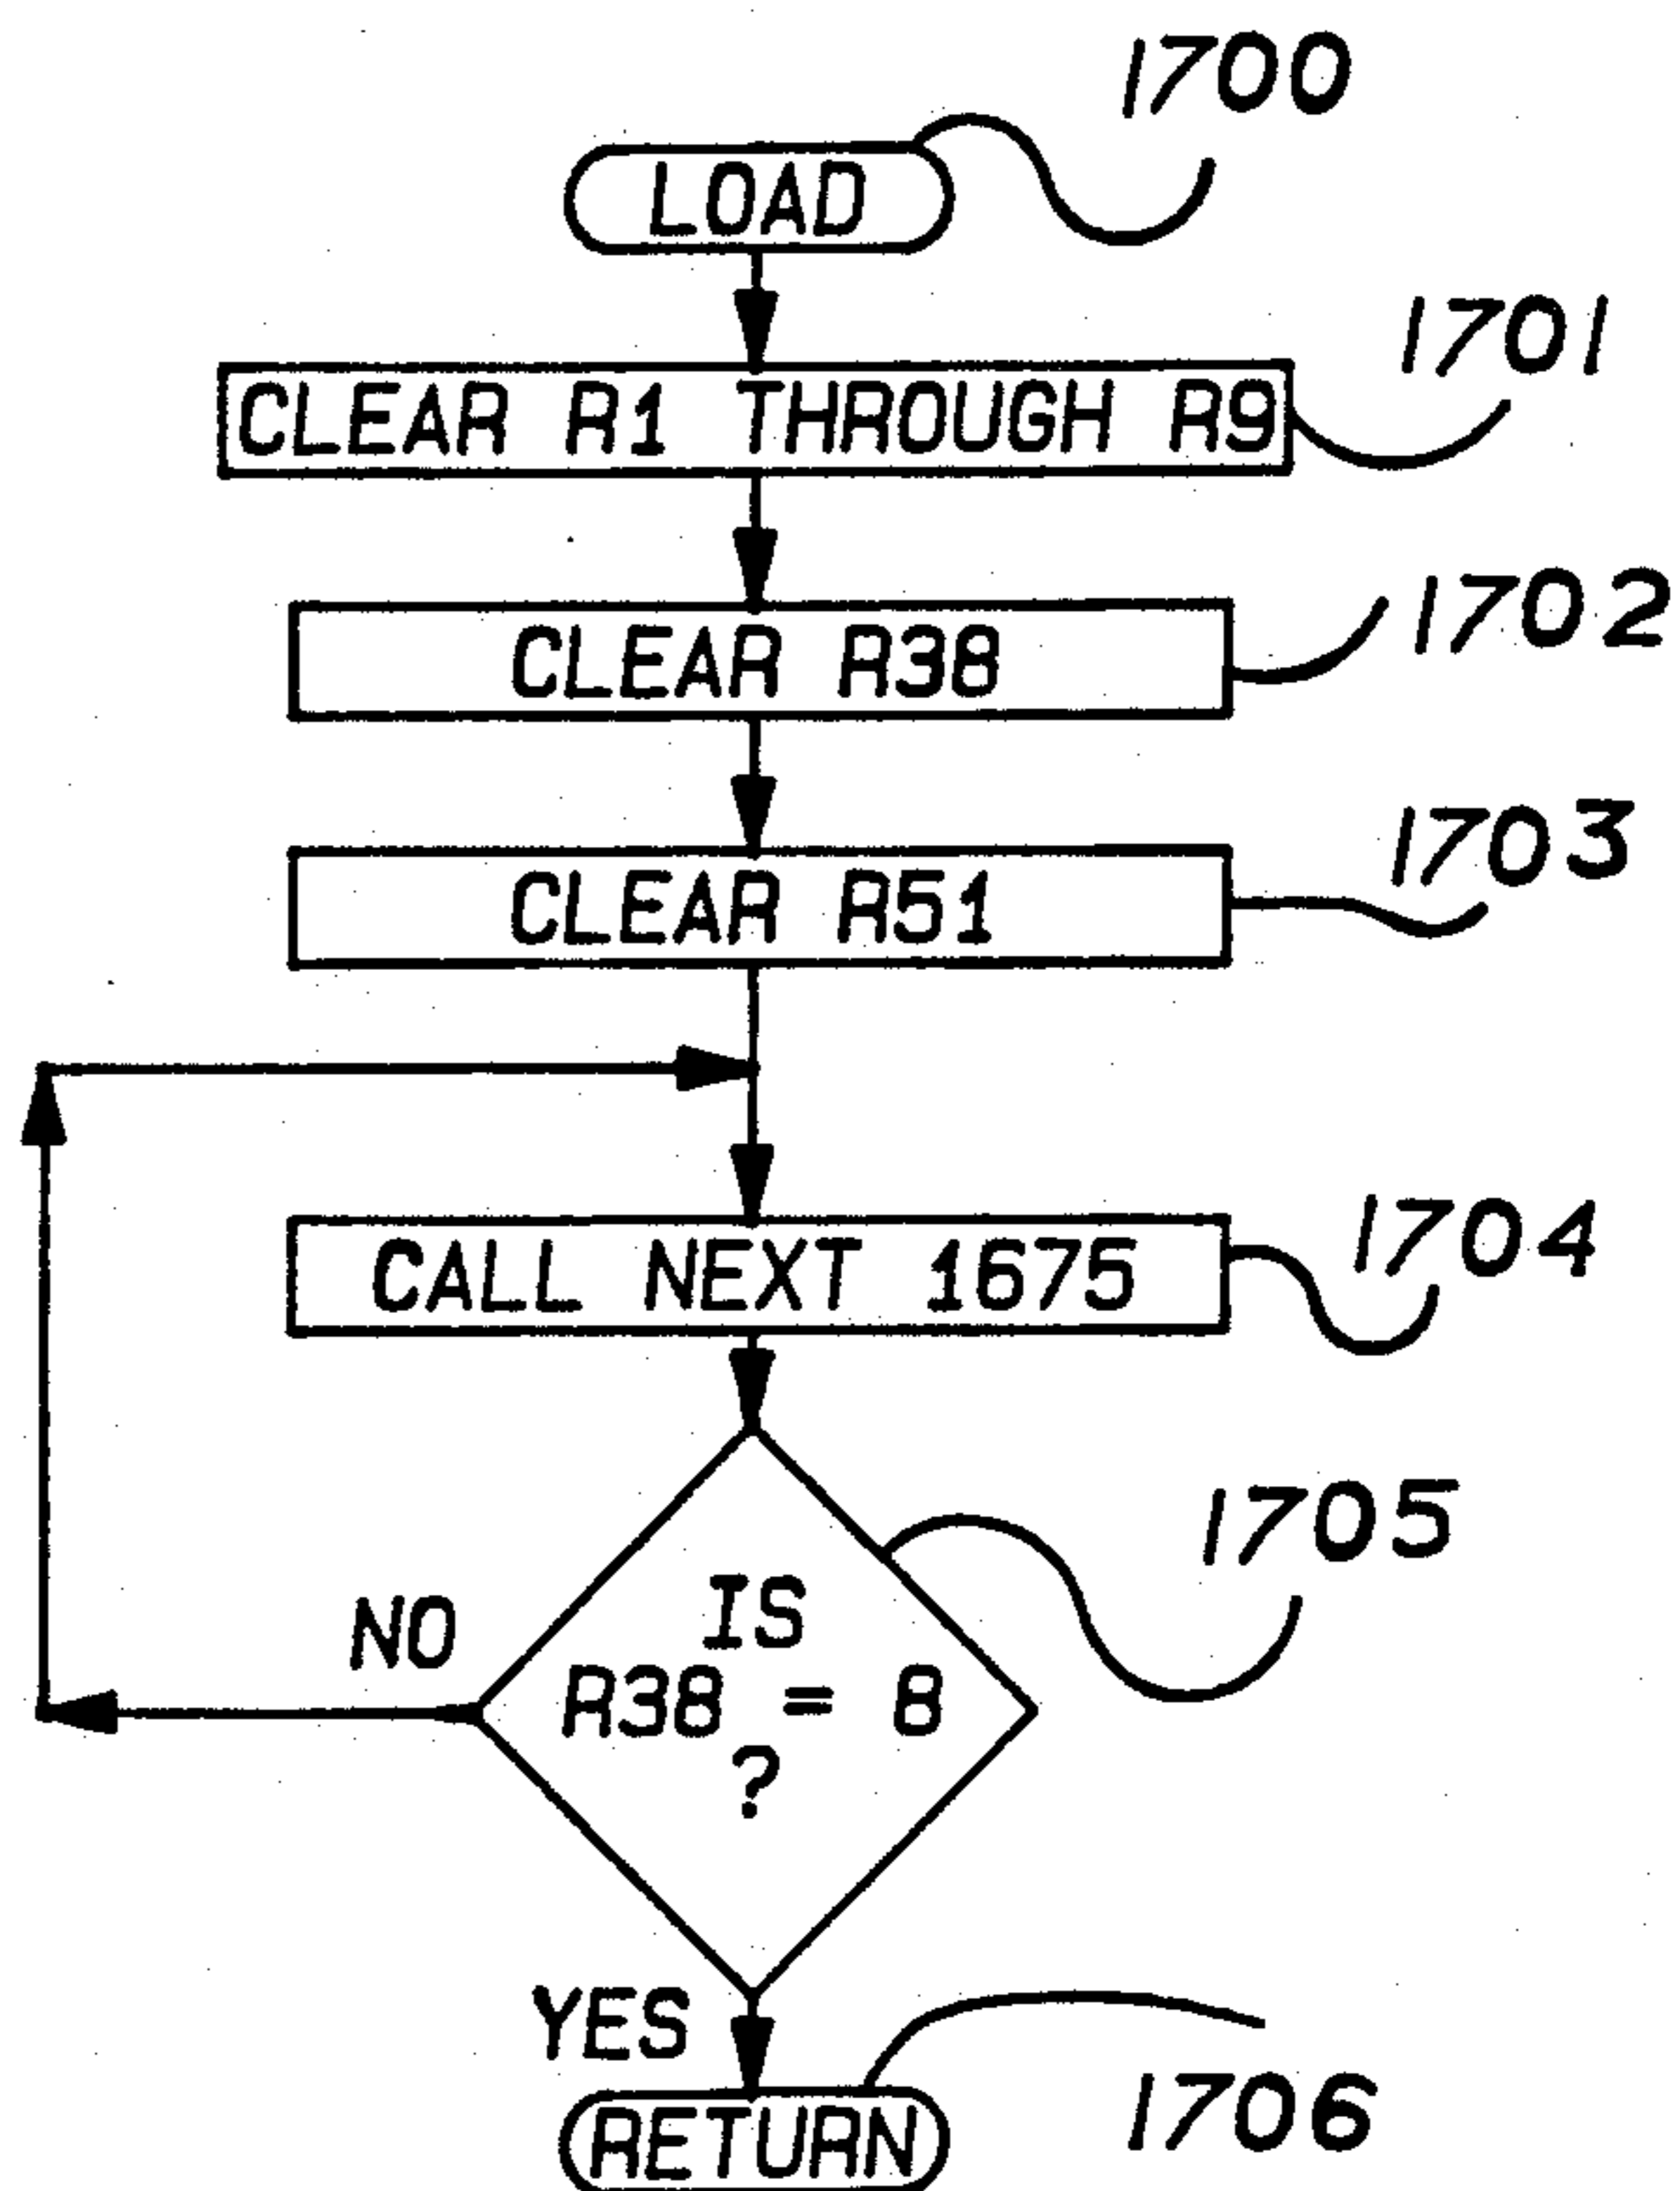 1700
LOAD
1701
CLEAR R1 THROUGH R9
1702
CLEAR R38
1703
CLEAR R51
1704
CALL NEXT 1675
1705
IS
R38 = 8
?
NO
YES
1706
RETURN